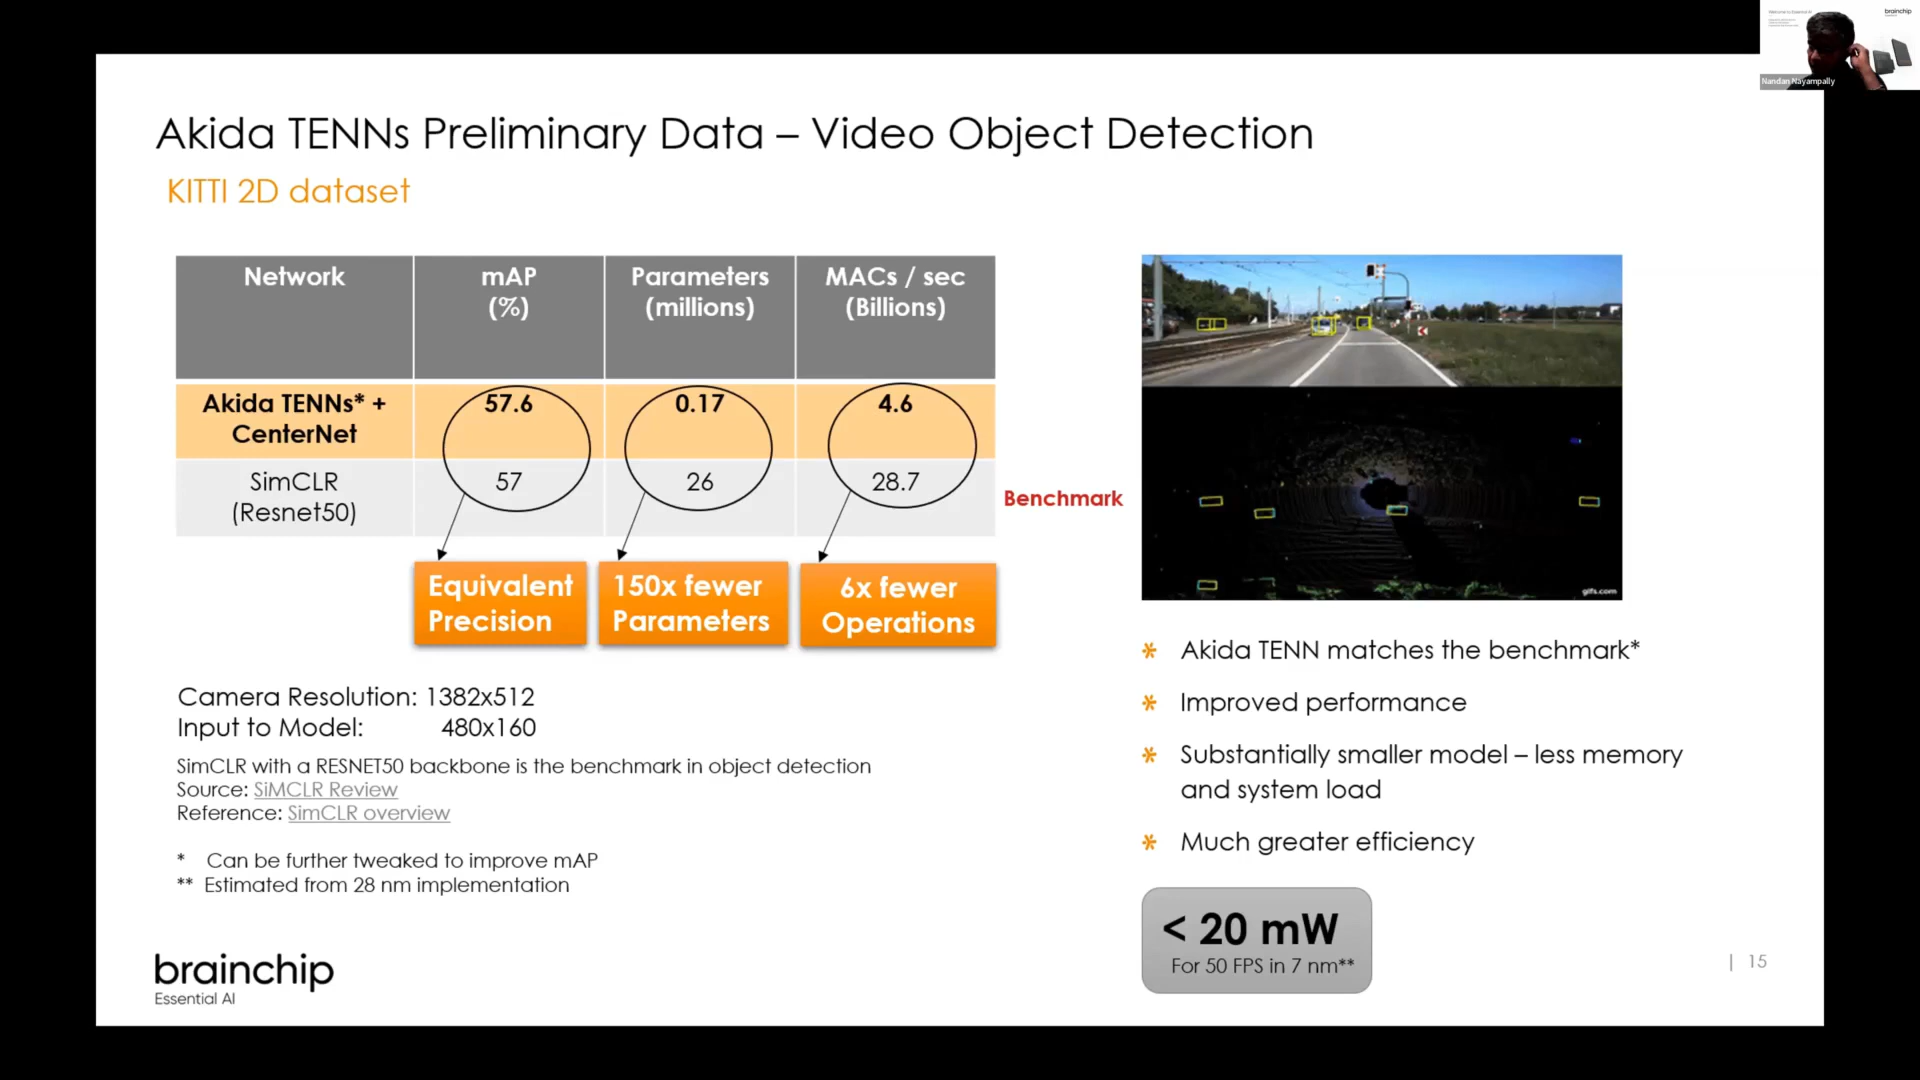 brainchip
Nandan Nayampally
Akida TENNs Preliminary Data – Video Object Detection
KITTI 2D dataset
Network
mAP
(%)
Parameters
(millions)
MACs / sec
(Billions)
Akida TENNs* +
CenterNet
57.6
0.17
4.6
SimCLR
(Resnet50)
57
26
28.7
Benchmark
Equivalent
Precision
150x fewer
Parameters
6x fewer
Operations
Camera Resolution: 1382x512
Input to Model: 480x160
SimCLR with a RESNET50 backbone is the benchmark in object detection
Source: SiMCLR Review
Reference: SimCLR overview
* Can be further tweaked to improve mAP
** Estimated from 28 nm implementation
gifs.com
* Akida TENN matches the benchmark*
* Improved performance
* Substantially smaller model – less memory
and system load
* Much greater efficiency
< 20 mW
For 50 FPS in 7 nm**
brainchip
Essential AI
| 15